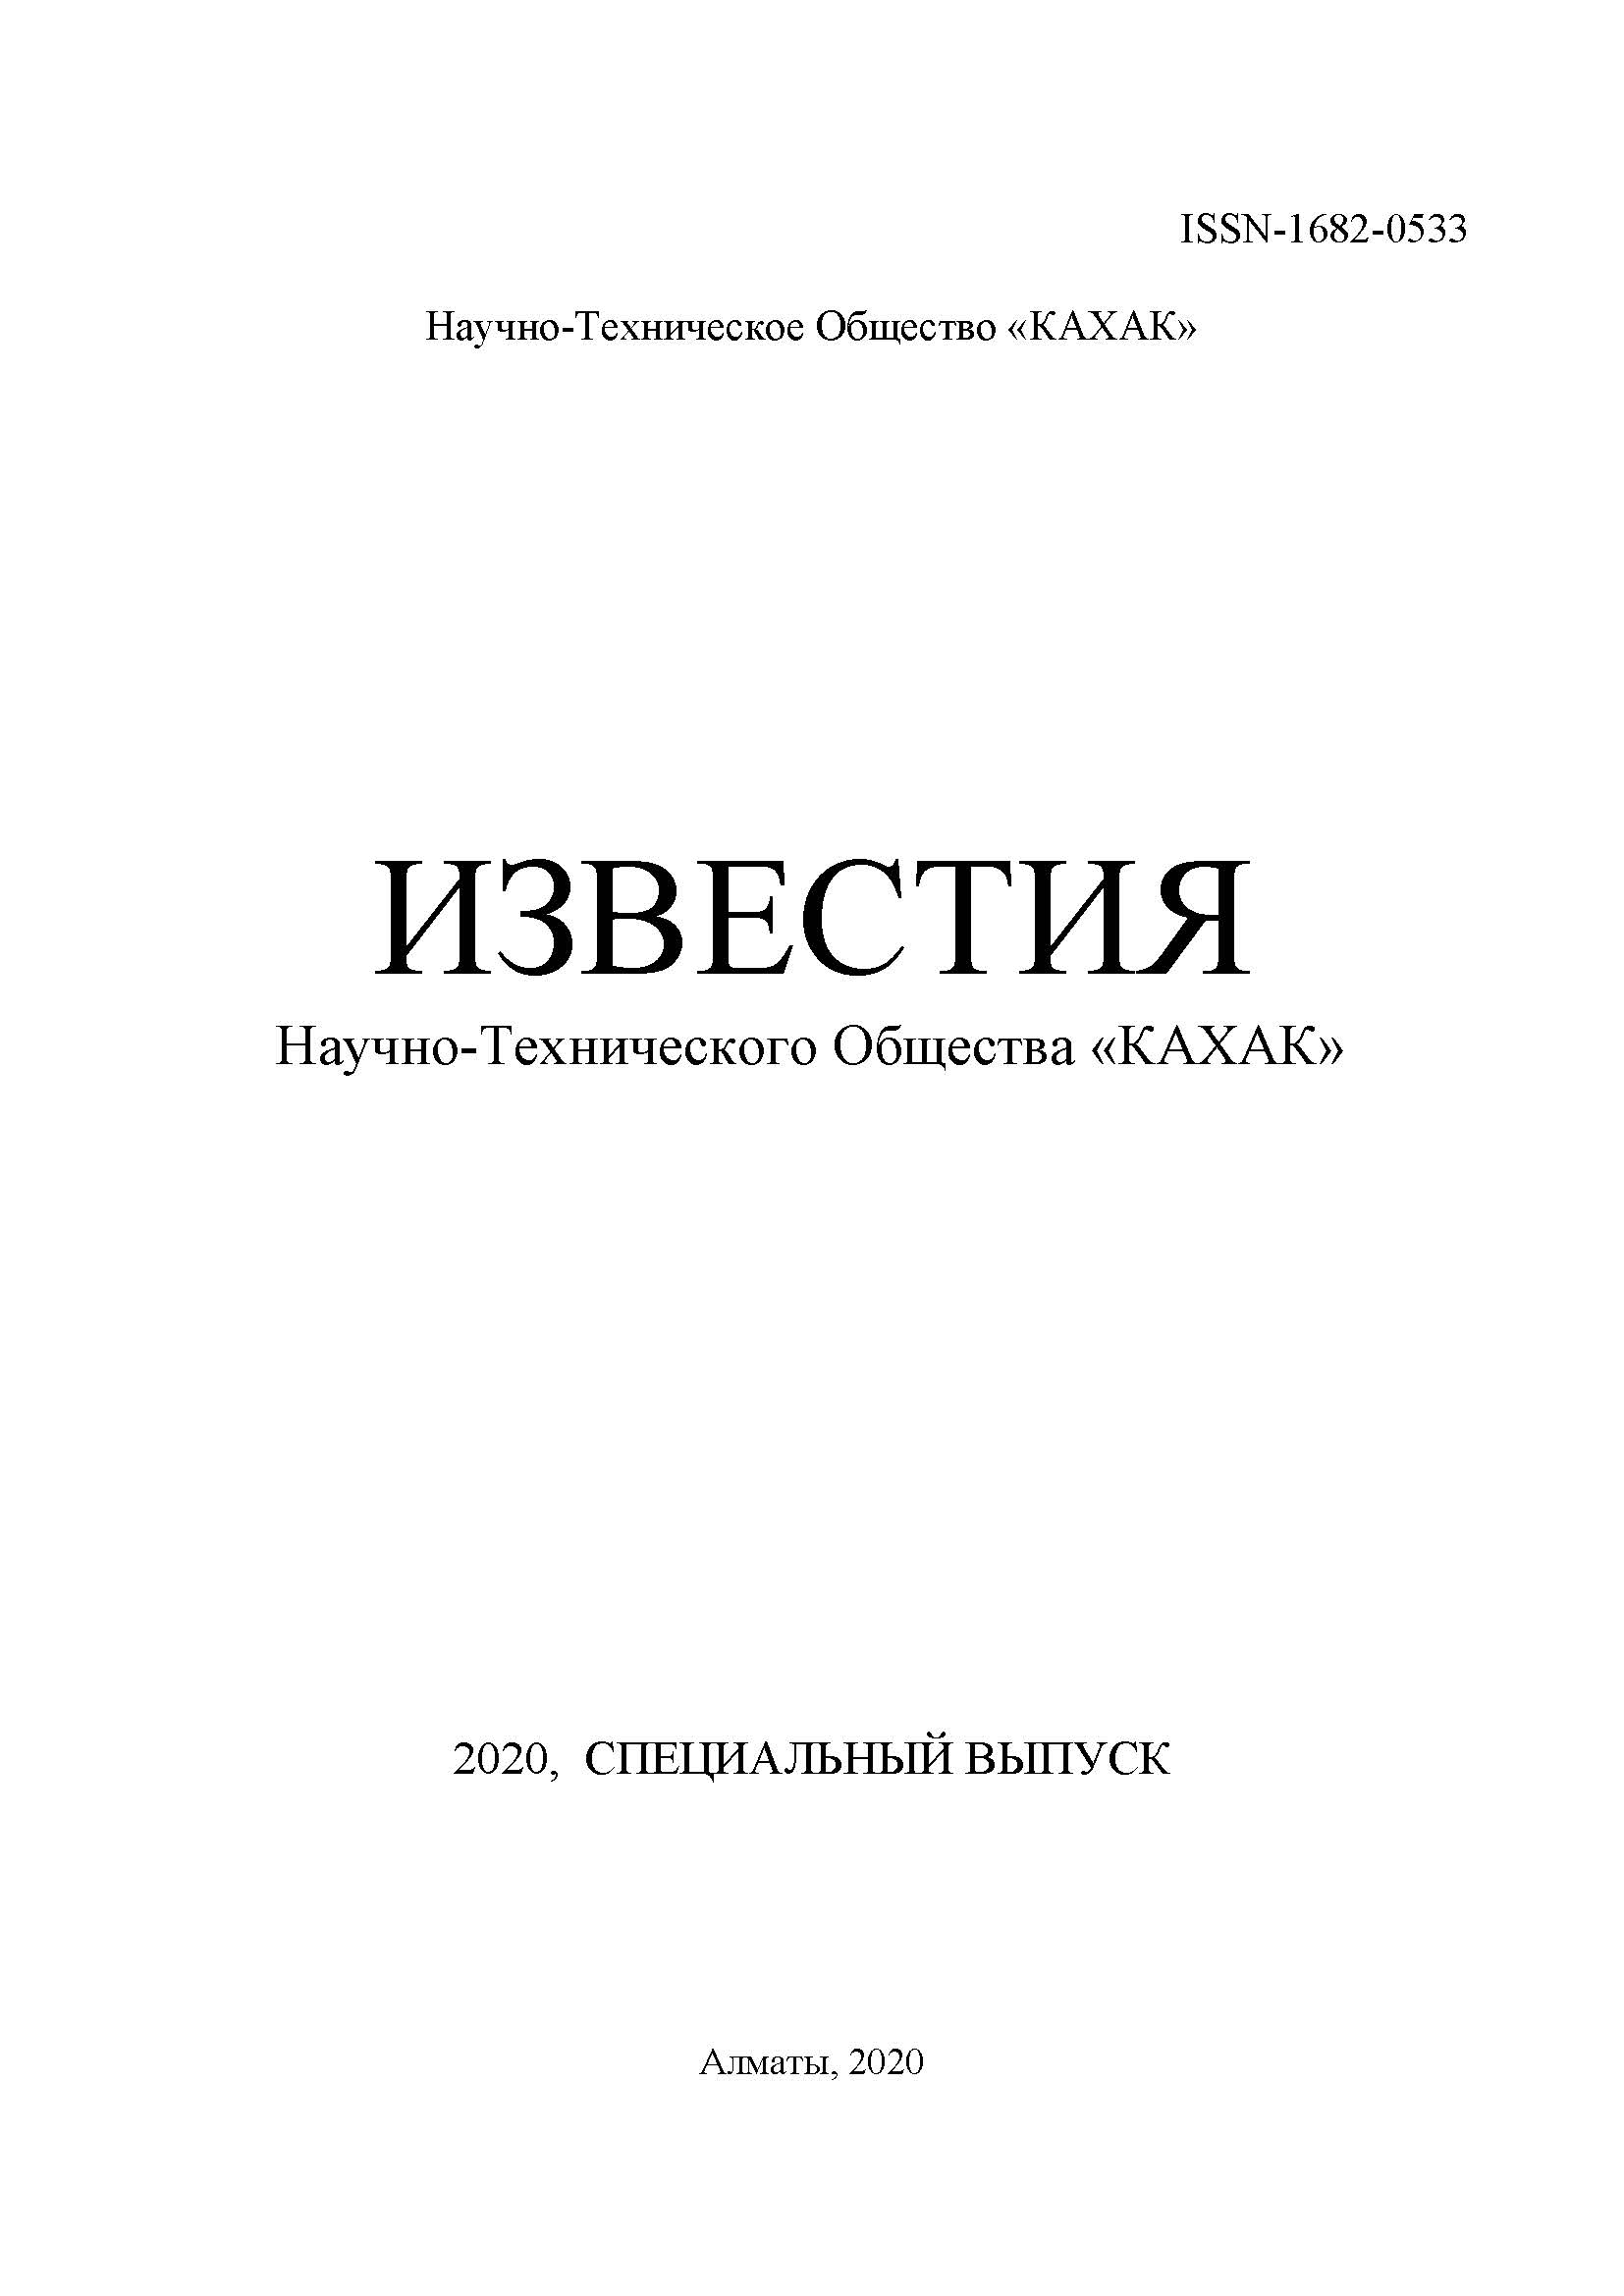 ISSN-1682-0533
Научно-Техническое Общество «КАХАК»
ИЗВЕСТИЯ
Научно-Технического Общества «КАХАК»
2020, СПЕЦИАЛЬНЫЙ ВЫПУСК
Алматы, 2020